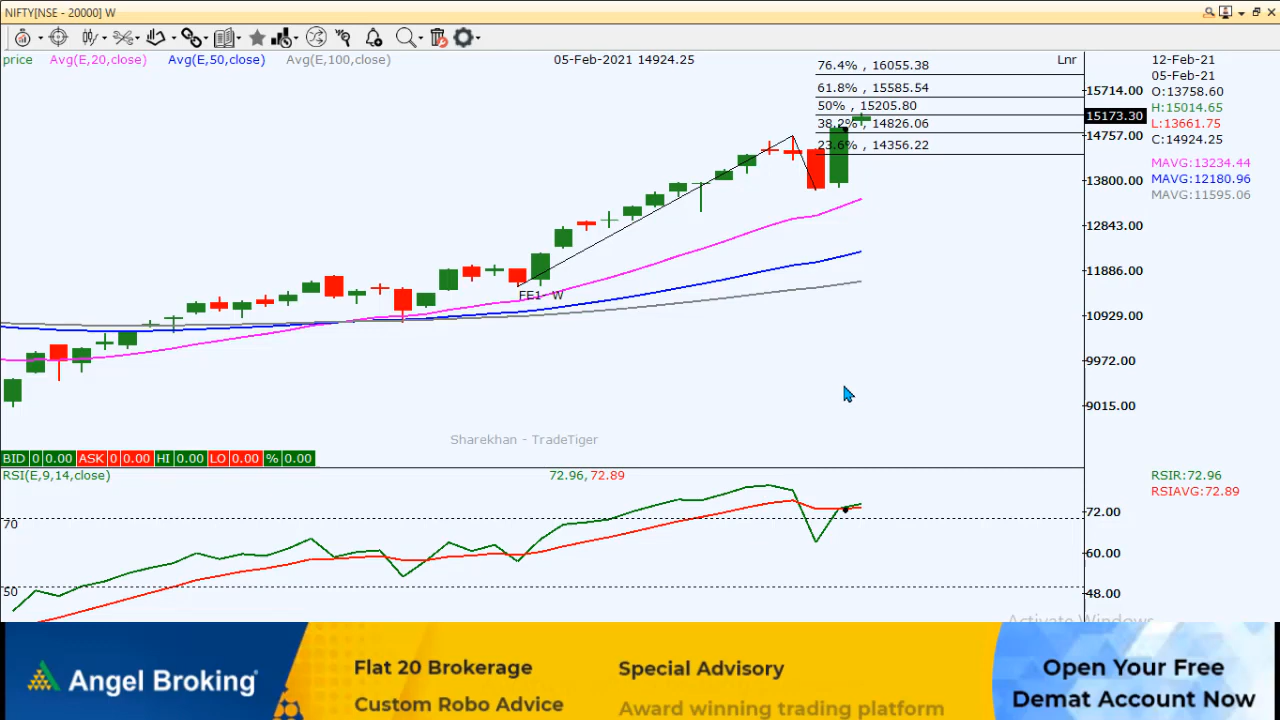 NIFTY[NSE - 20000] W
price Avg(E,20,close) Avg(E,50,close) Avg(E,100,close) 05-Feb-2021 14924.25 Lnr
12-Feb-21
05-Feb-21
O:13758.60
H:15014.65
L:13661.75
C:14924.25
MAVG:13234.44
MAVG:12180.96
MAVG:11595.06
76.4% , 16055.38
61.8% , 15585.54
50% , 15205.80
38.2% , 14826.06
23.6% , 14356.22
15714.00
15173.30
14757.00
13800.00
12843.00
11886.00
10929.00
9972.00
9015.00
FE1- W
Sharekhan - TradeTiger
BID 0 0.00 ASK 0 0.00 HI 0.00 LO 0.00 % 0.00
RSI(E,9,14,close) 72.96, 72.89
RSIR:72.96
RSIAVG:72.89
70
50
72.00
60.00
48.00
Activate Windows
Angel Broking
Flat 20 Brokerage
Custom Robo Advice
Special Advisory
Award winning trading platform
Open Your Free
Demat Account Now